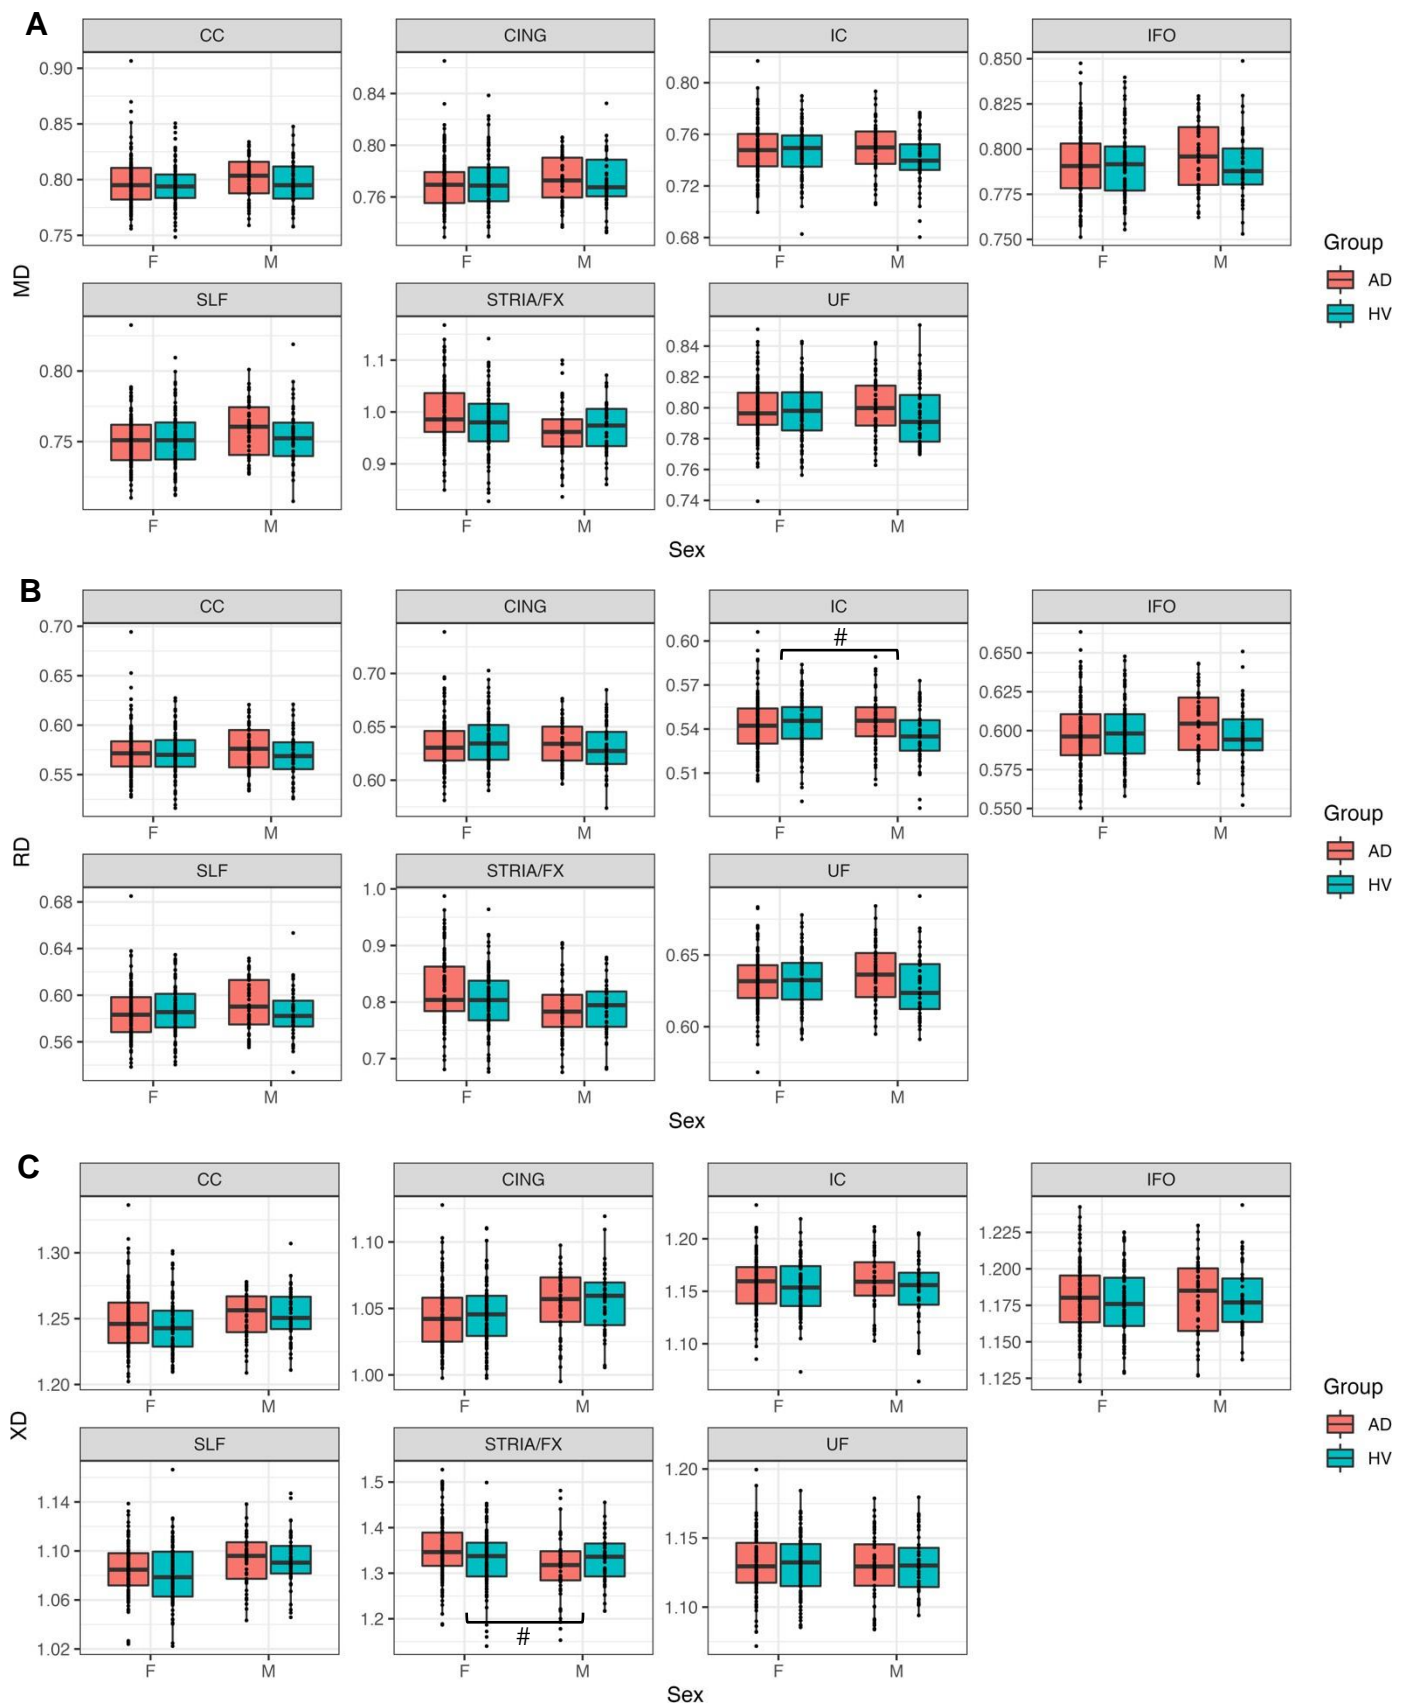 A
CC CING IC IFO
0.90 0.85 0.80 0.75
0.84 0.80 0.76
0.80 0.76 0.72 0.68
0.850 0.825 0.800 0.775 0.750
F M F M F M F M
SLF STRIA/FX UF
0.80 0.75
1.1 1.0 0.9
0.84 0.82 0.80 0.78 0.76 0.74
F M F M F M
MD
Sex
Group
AD
HV
B
CC CING IC IFO
0.70 0.65 0.60 0.55
0.70 0.65 0.60
0.60 0.57 0.54 0.51
#
0.650 0.625 0.600 0.575 0.550
F M F M F M F M
SLF STRIA/FX UF
0.68 0.64 0.60 0.56
1.0 0.9 0.8 0.7
0.65 0.60
F M F M F M
RD
Sex
Group
AD
HV
C
CC CING IC IFO
1.30 1.25 1.20
1.10 1.05 1.00
1.20 1.15 1.10
1.225 1.200 1.175 1.150 1.125
F M F M F M F M
SLF STRIA/FX UF
1.14 1.10 1.06 1.02
1.5 1.4 1.3 1.2
#
1.20 1.15 1.10
F M F M F M
XD
Sex
Group
AD
HV